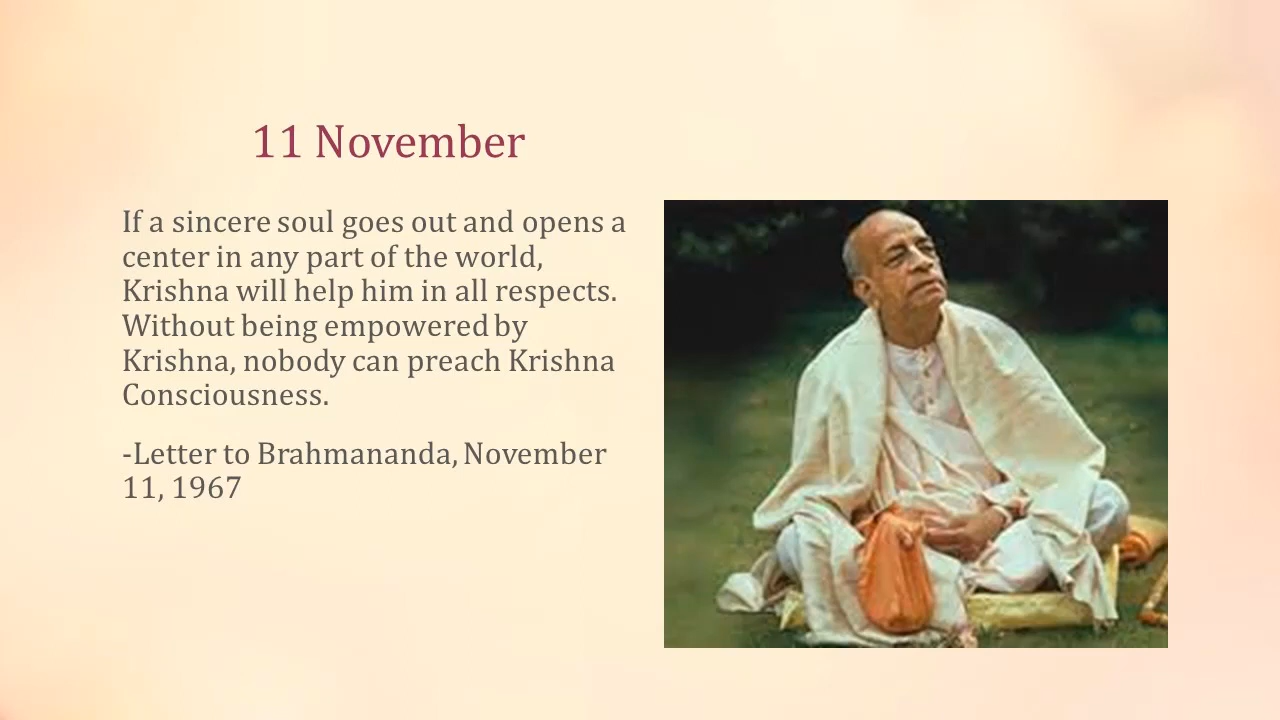 11 November
If a sincere soul goes out and opens a
center in any part of the world,
Krishna will help him in all respects.
Without being empowered by
Krishna, nobody can preach Krishna
Consciousness.
-Letter to Brahmananda, November
11, 1967